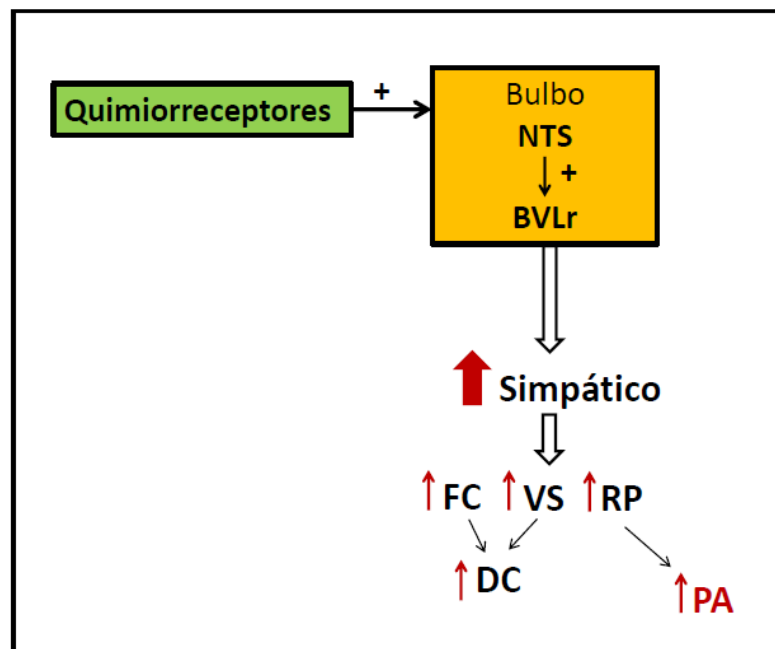 Quimiorreceptores
+
Bulbo
NTS
+
BVLr
Simpático
FC VS RP
DC
PA